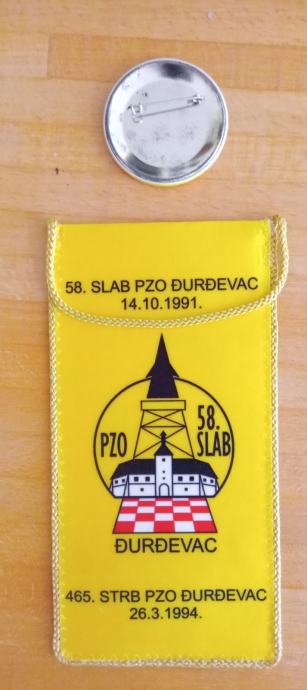 58. SLAB PZO ĐURĐEVAC
14.10.1991.
PZO 58. SLAB
ĐURĐEVAC
465. STRB PZO ĐURĐEVAC
26.3.1994.